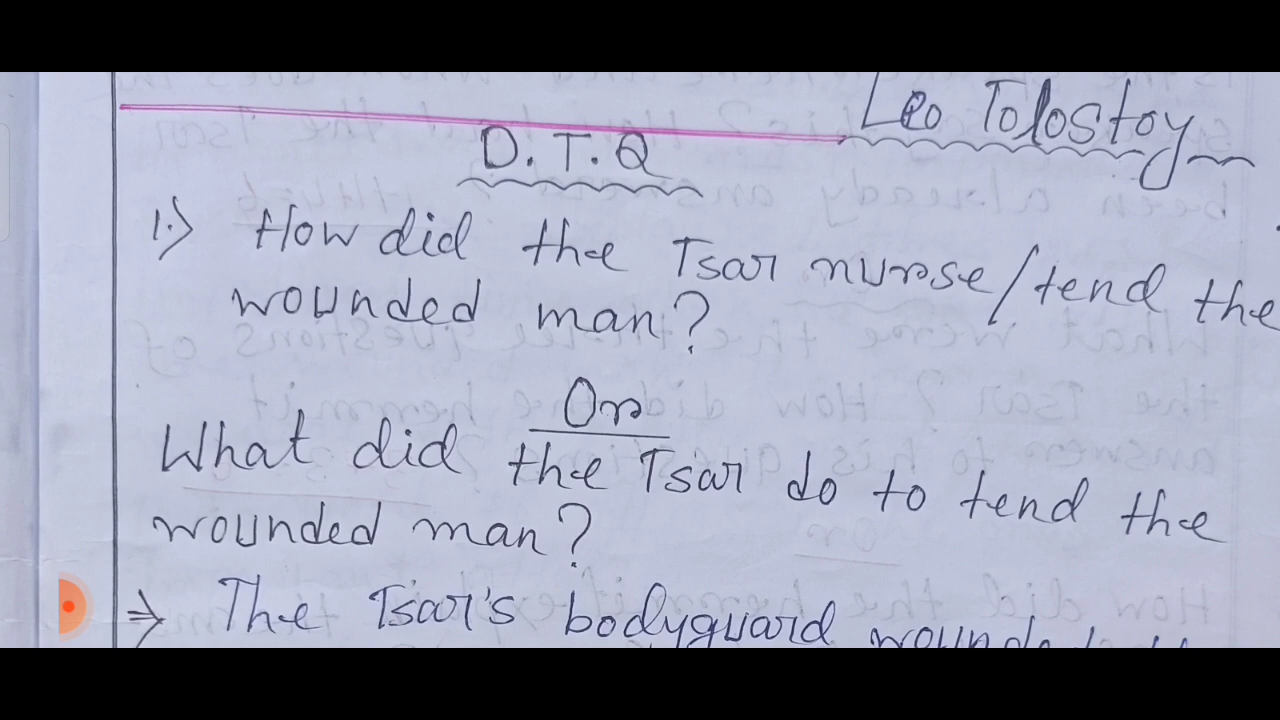 Leo Tolostoy
D.T.Q
1.) How did the Tsar nurse/tend the
wounded man?
Or
What did the Tsar do to tend the
wounded man?
⇒ The Tsar's bodyguard